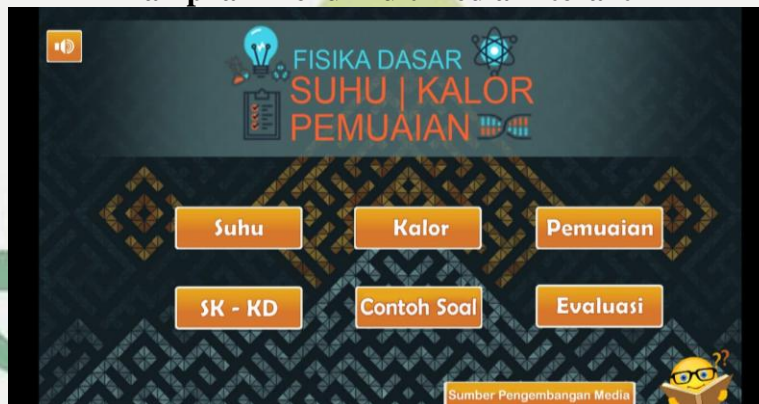 FISIKA DASAR
SUHU | KALOR
PEMUAIAN
Suhu
Kalor
Pemuaian
SK - KD
Contoh Soal
Evaluasi
??
Sumber Pengembangan Media